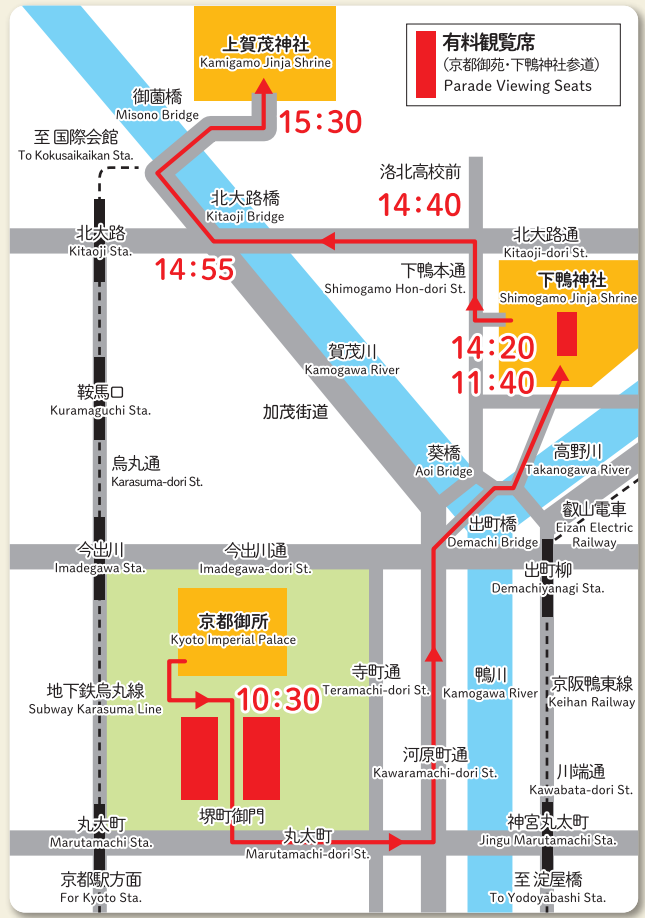 上賀茂神社
Kamigamo Jinja Shrine
有料観覧席
（京都御苑・下鴨神社参道）
Parade Viewing Seats
御薗橋
Misono Bridge
15：30
至 国際会館
To Kokusaikaikan Sta.
洛北高校前
14：40
北大路橋
Kitaoji Bridge
北大路
Kitaoji Sta.
北大路通
Kitaoji-dori St.
14：55
下鴨本通
Shimogamo Hon-dori St.
下鴨神社
Shimogamo Jinja Shrine
14：20
11：40
賀茂川
Kamogawa River
鞍馬口
Kuramaguchi Sta.
加茂街道
葵橋
Aoi Bridge
高野川
Takanogawa River
烏丸通
Karasuma-dori St.
出町橋
Demachi Bridge
叡山電車
Eizan Electric
Railway
今出川
Imadegawa Sta.
今出川通
Imadegawa-dori St.
出町柳
Demachiyanagi Sta.
京都御所
Kyoto Imperial Palace
地下鉄烏丸線
Subway Karasuma Line
10：30
寺町通
Teramachi-dori St.
鴨川
Kamogawa River
京阪鴨東線
Keihan Railway
河原町通
Kawaramachi-dori St.
川端通
Kawabata-dori St.
堺町御門
丸太町
Marutamachi Sta.
丸太町
Marutamachi-dori St.
神宮丸太町
Jingu Marutamachi Sta.
京都駅方面
For Kyoto Sta.
至 淀屋橋
To Yodoyabashi Sta.